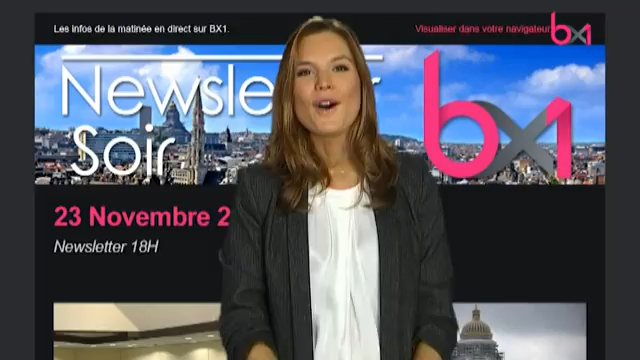 Les infos de la matinée en direct sur BX1.
Visualiser dans votre navigateur
bx1
Newsle
Soir
bx1
23 Novembre 2
Newsletter 18H